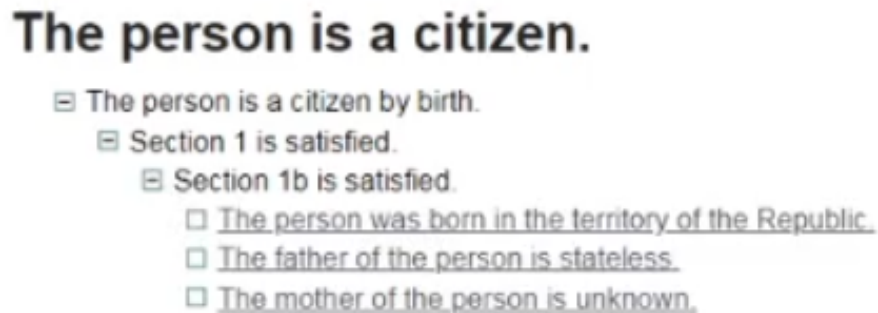 The person is a citizen.
The person is a citizen by birth.
Section 1 is satisfied.
Section 1b is satisfied.
The person was born in the territory of the Republic.
The father of the person is stateless.
The mother of the person is unknown.